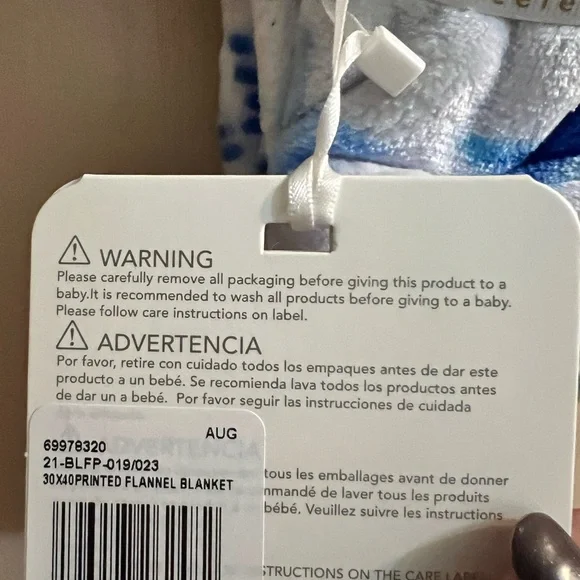 WARNING
Please carefully remove all packaging before giving this product to a
baby.It is recommended to wash all products before giving to a baby.
Please follow care instructions on label.
ADVERTENCIA
Por favor, retire con cuidado todos los empaques antes de dar este
producto a un bebé. Se recomienda lava todos los productos antes
de dar un a bebé. Por favor seguir las instrucciones de cuidada
ADVERTENCIA
AUG
69978320
21-BLFP-019/023
30X40PRINTED FLANNEL BLANKET
tous les emballages avant de donner
mmandé de laver tous les produits
bébé. Veuillez suivre les instructions
STRUCTIONS ON THE CARE LABEL